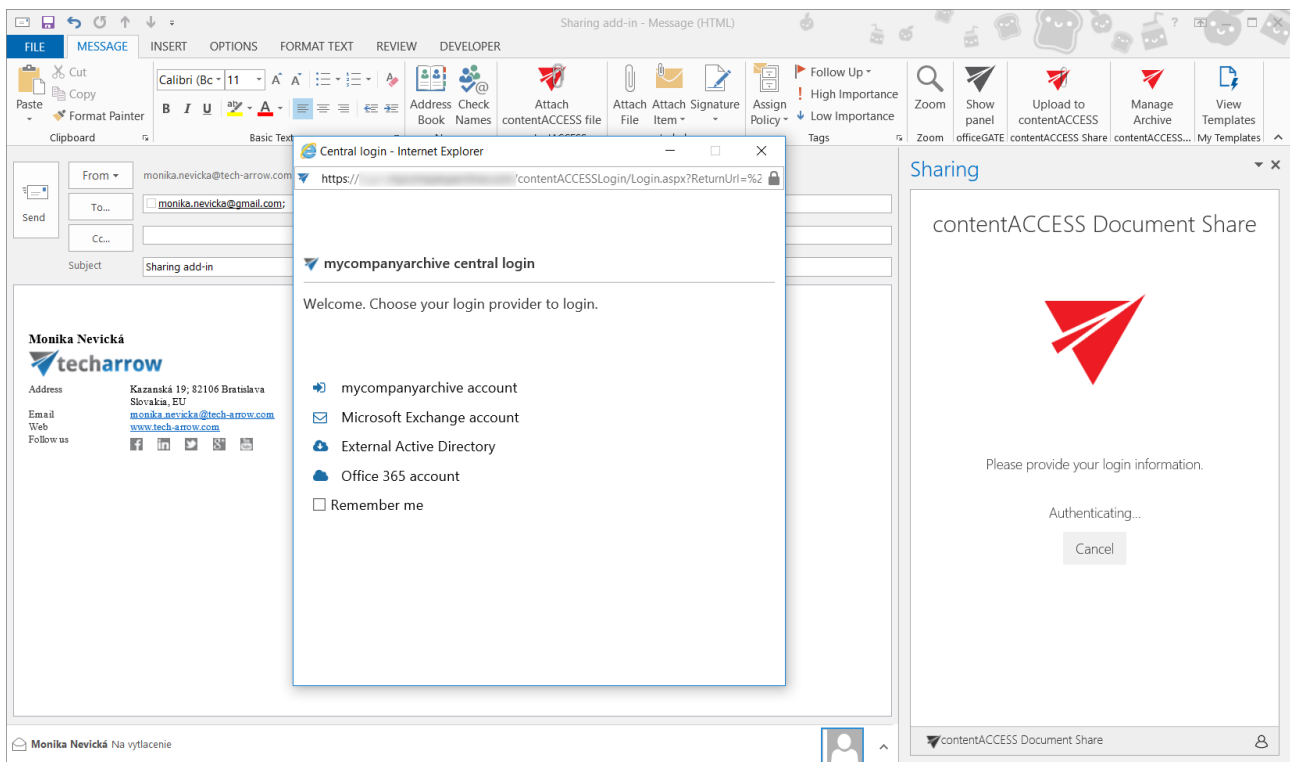 Sharing add-in - Message (HTML)
?
FILE MESSAGE INSERT OPTIONS FORMAT TEXT REVIEW DEVELOPER
Paste
Cut
Copy
Format Painter
Clipboard
Calibri (Bc 11 A A
B I U aby A
Basic Text
Address Book
Check Names
Attach contentACCESS file
Attach File
Attach Item
Signature
Assign Policy
Follow Up
High Importance
Low Importance
Tags
Zoom
Zoom
Show panel
officeGATE
Upload to contentACCESS
contentACCESS Share
Manage Archive
contentACCESS...
View Templates
My Templates
Send
From
monika.nevicka@tech-arrow.com
To...
monika.nevicka@gmail.com;
Cc...
Subject
Sharing add-in
Monika Nevická
techarrow
Address Kazanská 19; 82106 Bratislava
Slovakia, EU
Email monika.nevicka@tech-arrow.com
Web www.tech-arrow.com
Follow us
Monika Nevická Na vytlacenie
Central login - Internet Explorer
https:// /contentACCESSLogin/Login.aspx?ReturnUrl=%2
mycompanyarchive central login
Welcome. Choose your login provider to login.
mycompanyarchive account
Microsoft Exchange account
External Active Directory
Office 365 account
Remember me
Sharing
contentACCESS Document Share
Please provide your login information.
Authenticating...
Cancel
contentACCESS Document Share